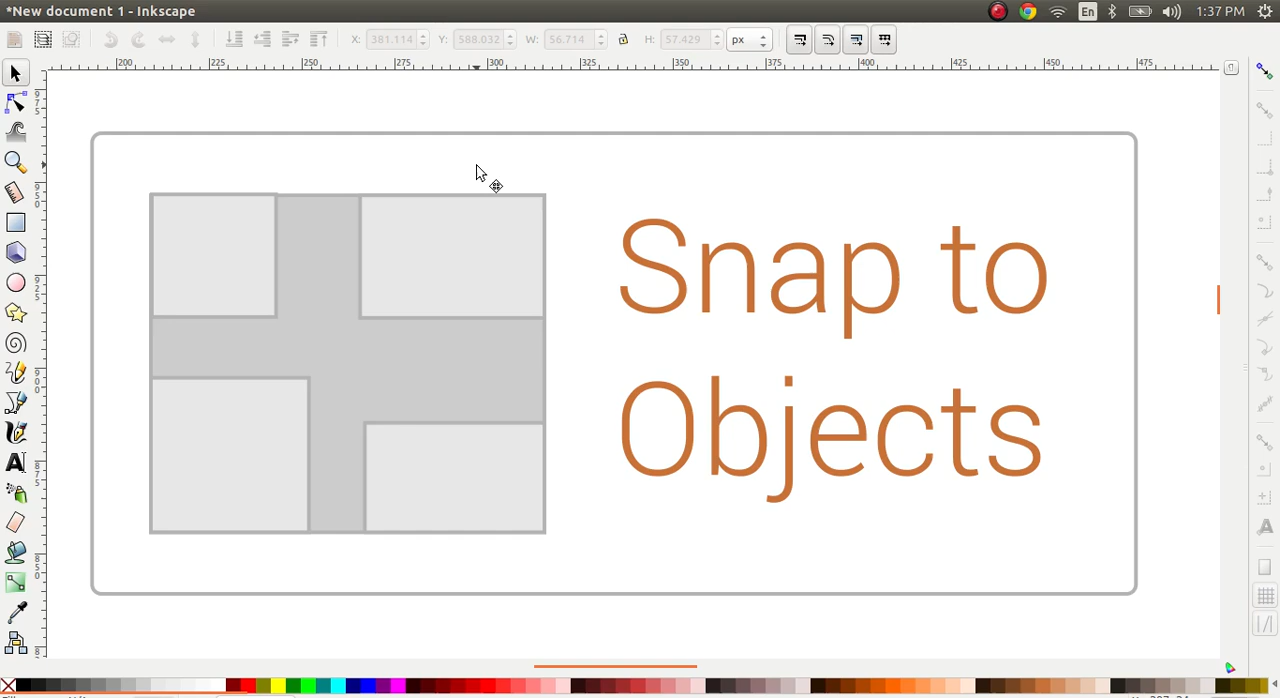 *New document 1 - Inkscape
En
1:37 PM
X: 381.114 Y: 588.032 W: 56.714 H: 57.429 px
200 225 250 275 300 325 350 375 400 425 450 475
Snap to
Objects